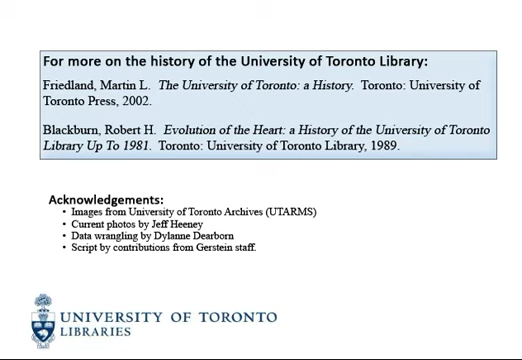 For more on the history of the University of Toronto Library:
Friedland, Martin L. The University of Toronto: a History. Toronto: University of
Toronto Press, 2002.
Blackburn, Robert H. Evolution of the Heart: a History of the University of Toronto
Library Up To 1981. Toronto: University of Toronto Library, 1989.
Acknowledgements:
• Images from University of Toronto Archives (UTARMS)
• Current photos by Jeff Heeney
• Data wrangling by Dylanne Dearborn
• Script by contributions from Gerstein staff.
UNIVERSITY OF TORONTO
LIBRARIES